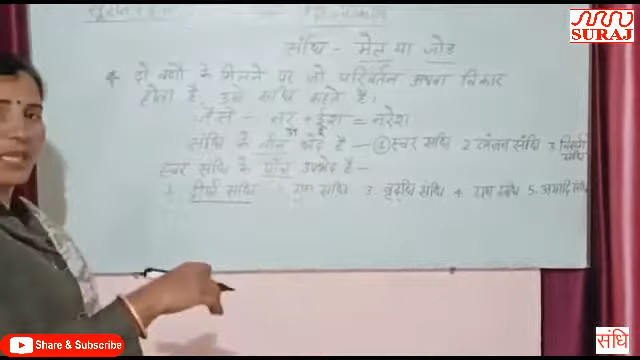 SURAJ
संधि - मेल या जोड
* दो वर्णो के मिलने पर जो परिवर्तन अथवा विकार
होता है, उसे संधि कहते है।
जैसे - नर + ईश = नरेश
अ ई
संधि के तीन भेद है - ① स्वर संधि 2 व्यंजन संधि 3. विसर्ग संधि
स्वर संधि के पाँच उपभेद है -
1. दीर्घ संधि 2. गुण संधि 3. वृद्धि संधि 4. यण संधि 5. अयादि संधि
Share & Subscribe
संधि